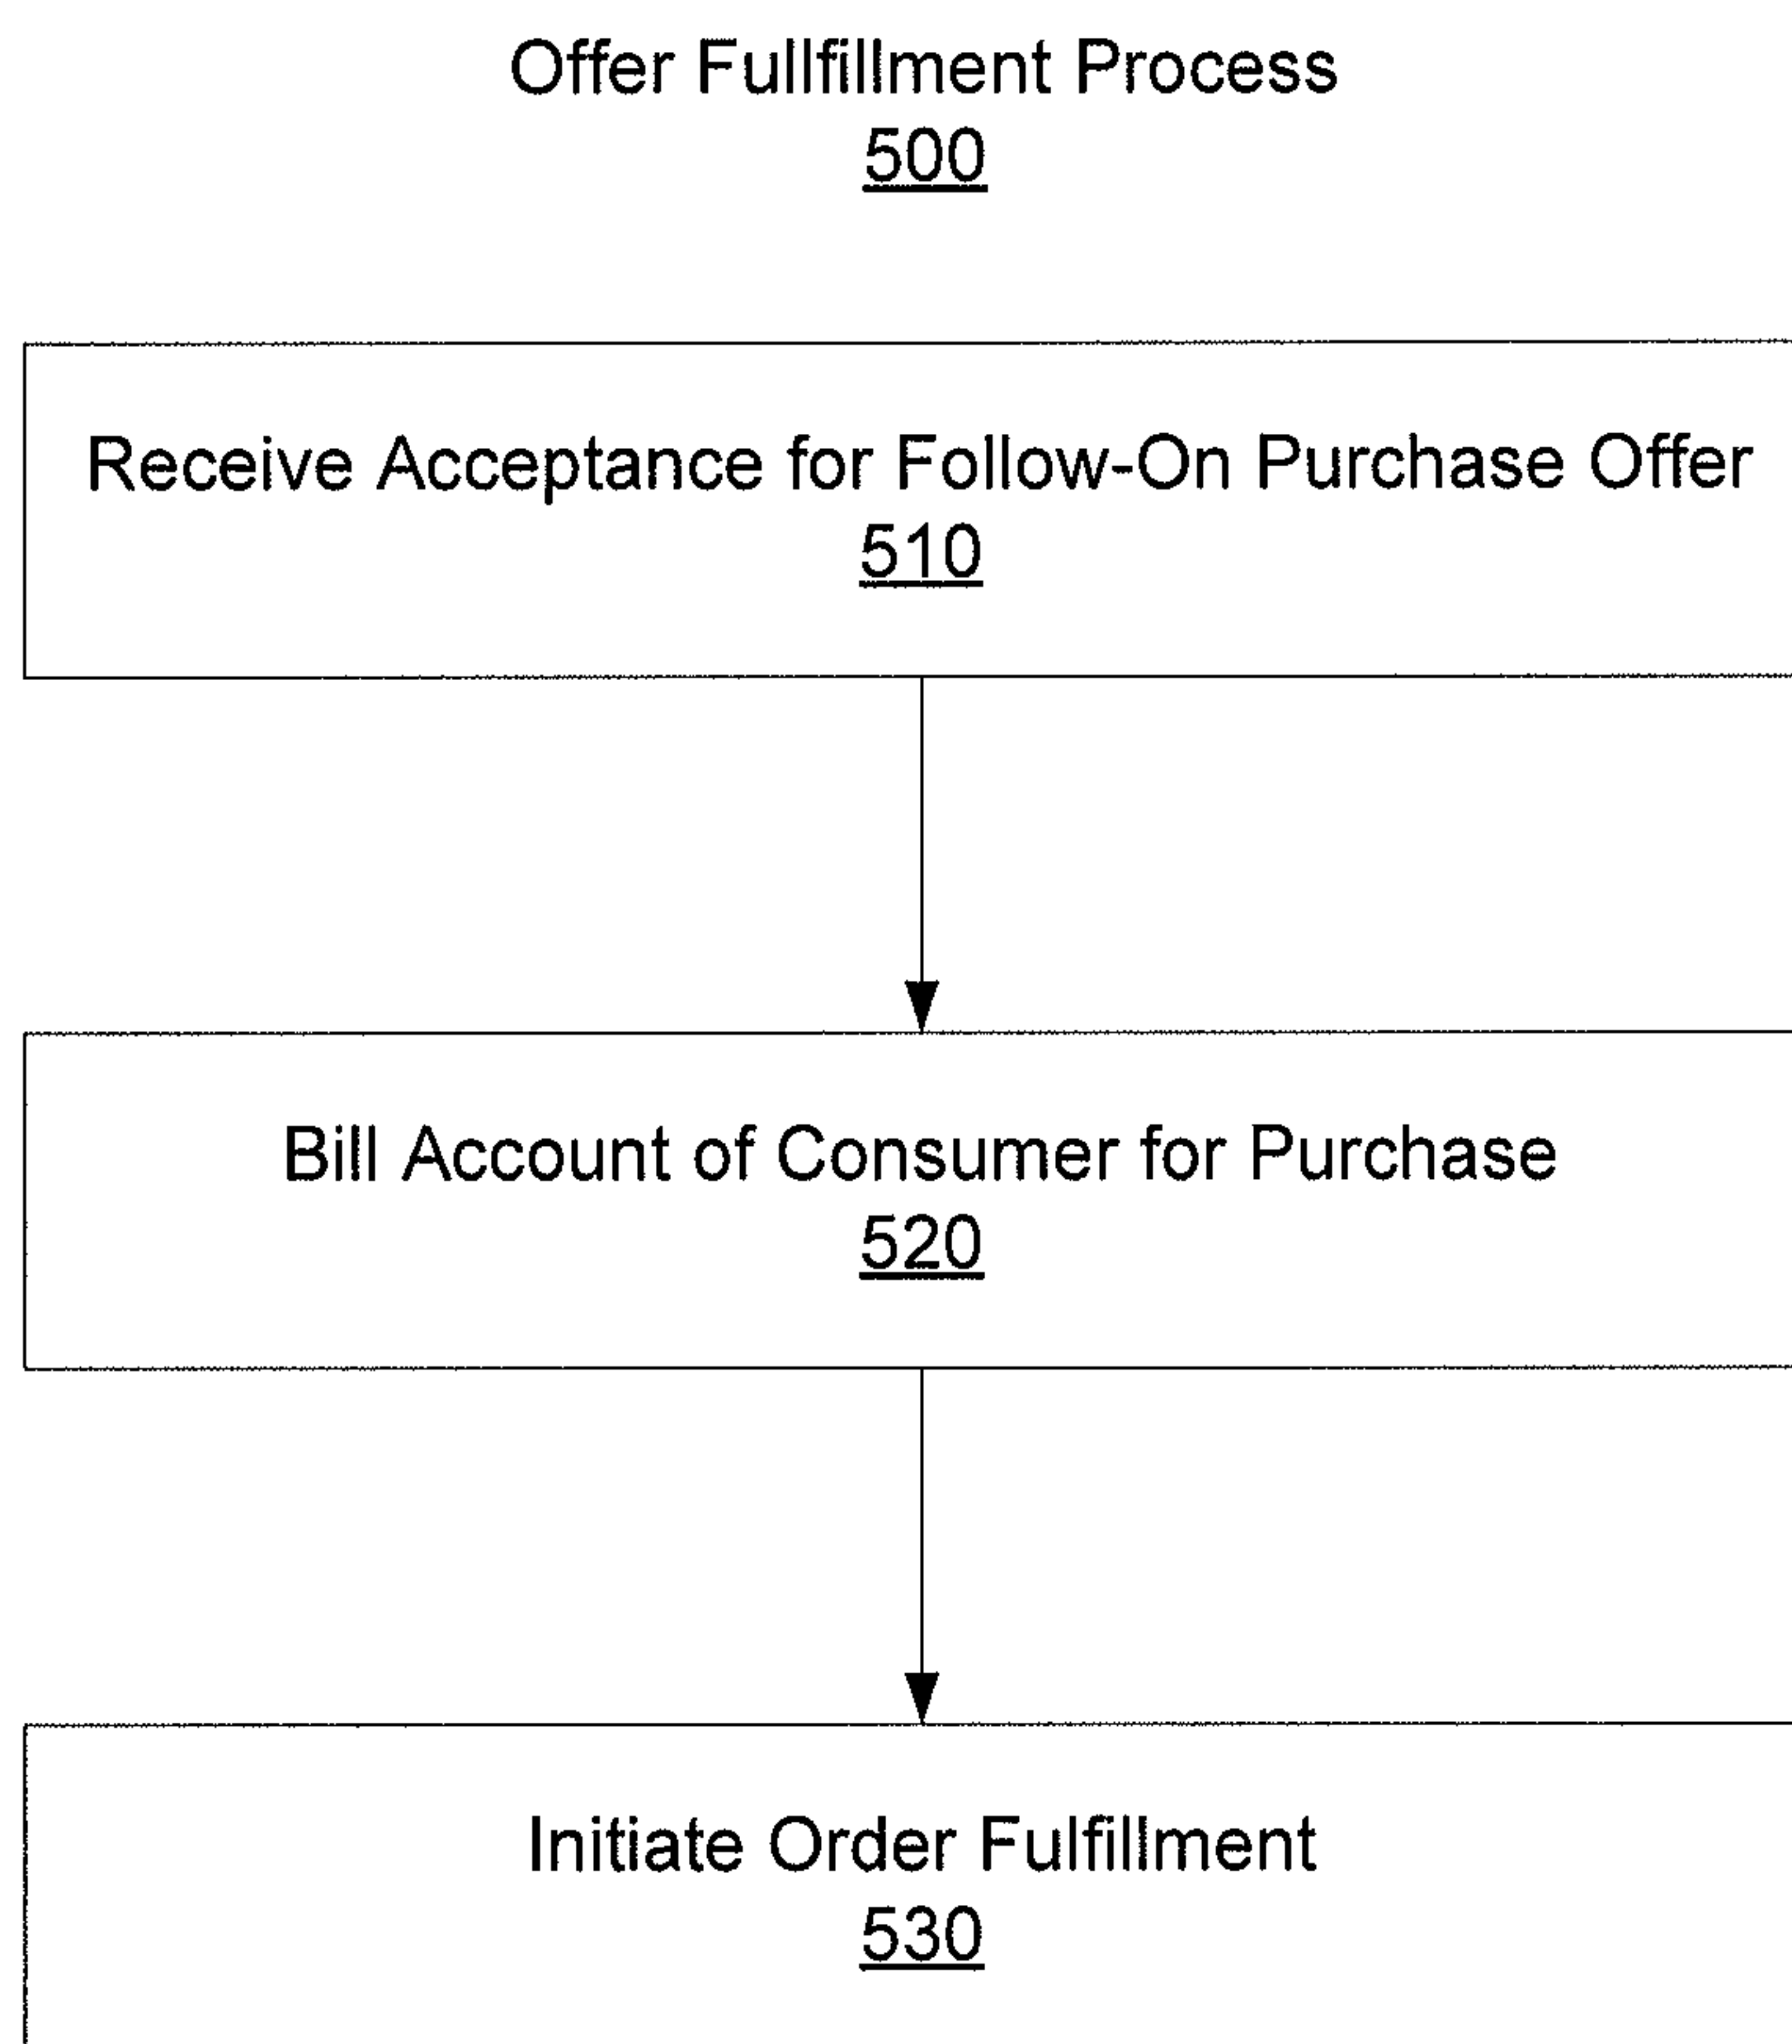 Offer Fullfillment Process
500
Receive Acceptance for Follow-On Purchase Offer
510
Bill Account of Consumer for Purchase
520
Initiate Order Fulfillment
530